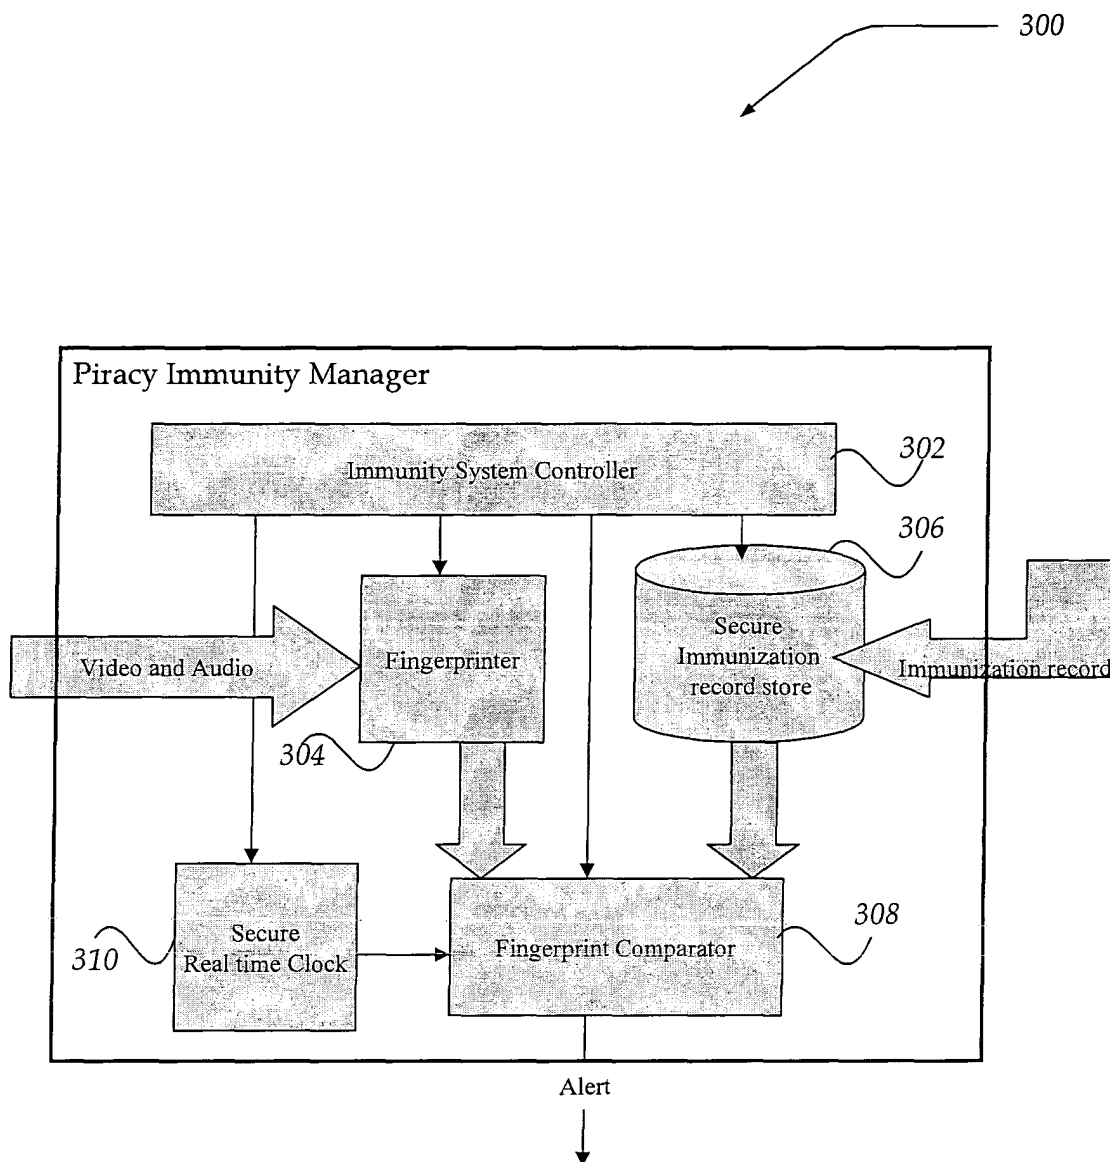 300
Piracy Immunity Manager
Immunity System Controller
302
306
Video and Audio
Fingerprinter
Secure
Immunization
record store
Immunization record
304
310
Secure
Real time Clock
Fingerprint Comparator
308
Alert